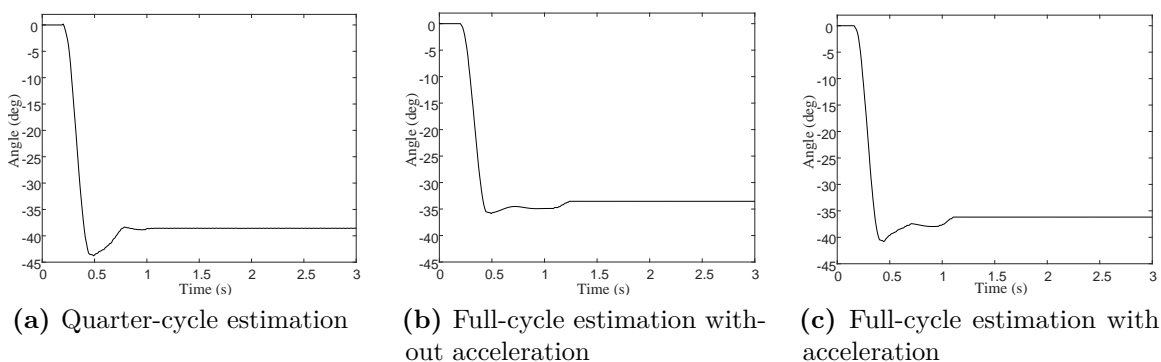 0
-5
-10
-15
-20
-25
-30
-35
-40
-45
Angle (deg)
0 0.5 1 1.5 2 2.5 3
Time (s)
(a) Quarter-cycle estimation
0
-5
-10
-15
-20
-25
-30
-35
-40
-45
Angle (deg)
0 0.5 1 1.5 2 2.5 3
Time (s)
(b) Full-cycle estimation with-
out acceleration
0
-5
-10
-15
-20
-25
-30
-35
-40
-45
Angle (deg)
0 0.5 1 1.5 2 2.5 3
Time (s)
(c) Full-cycle estimation with
acceleration